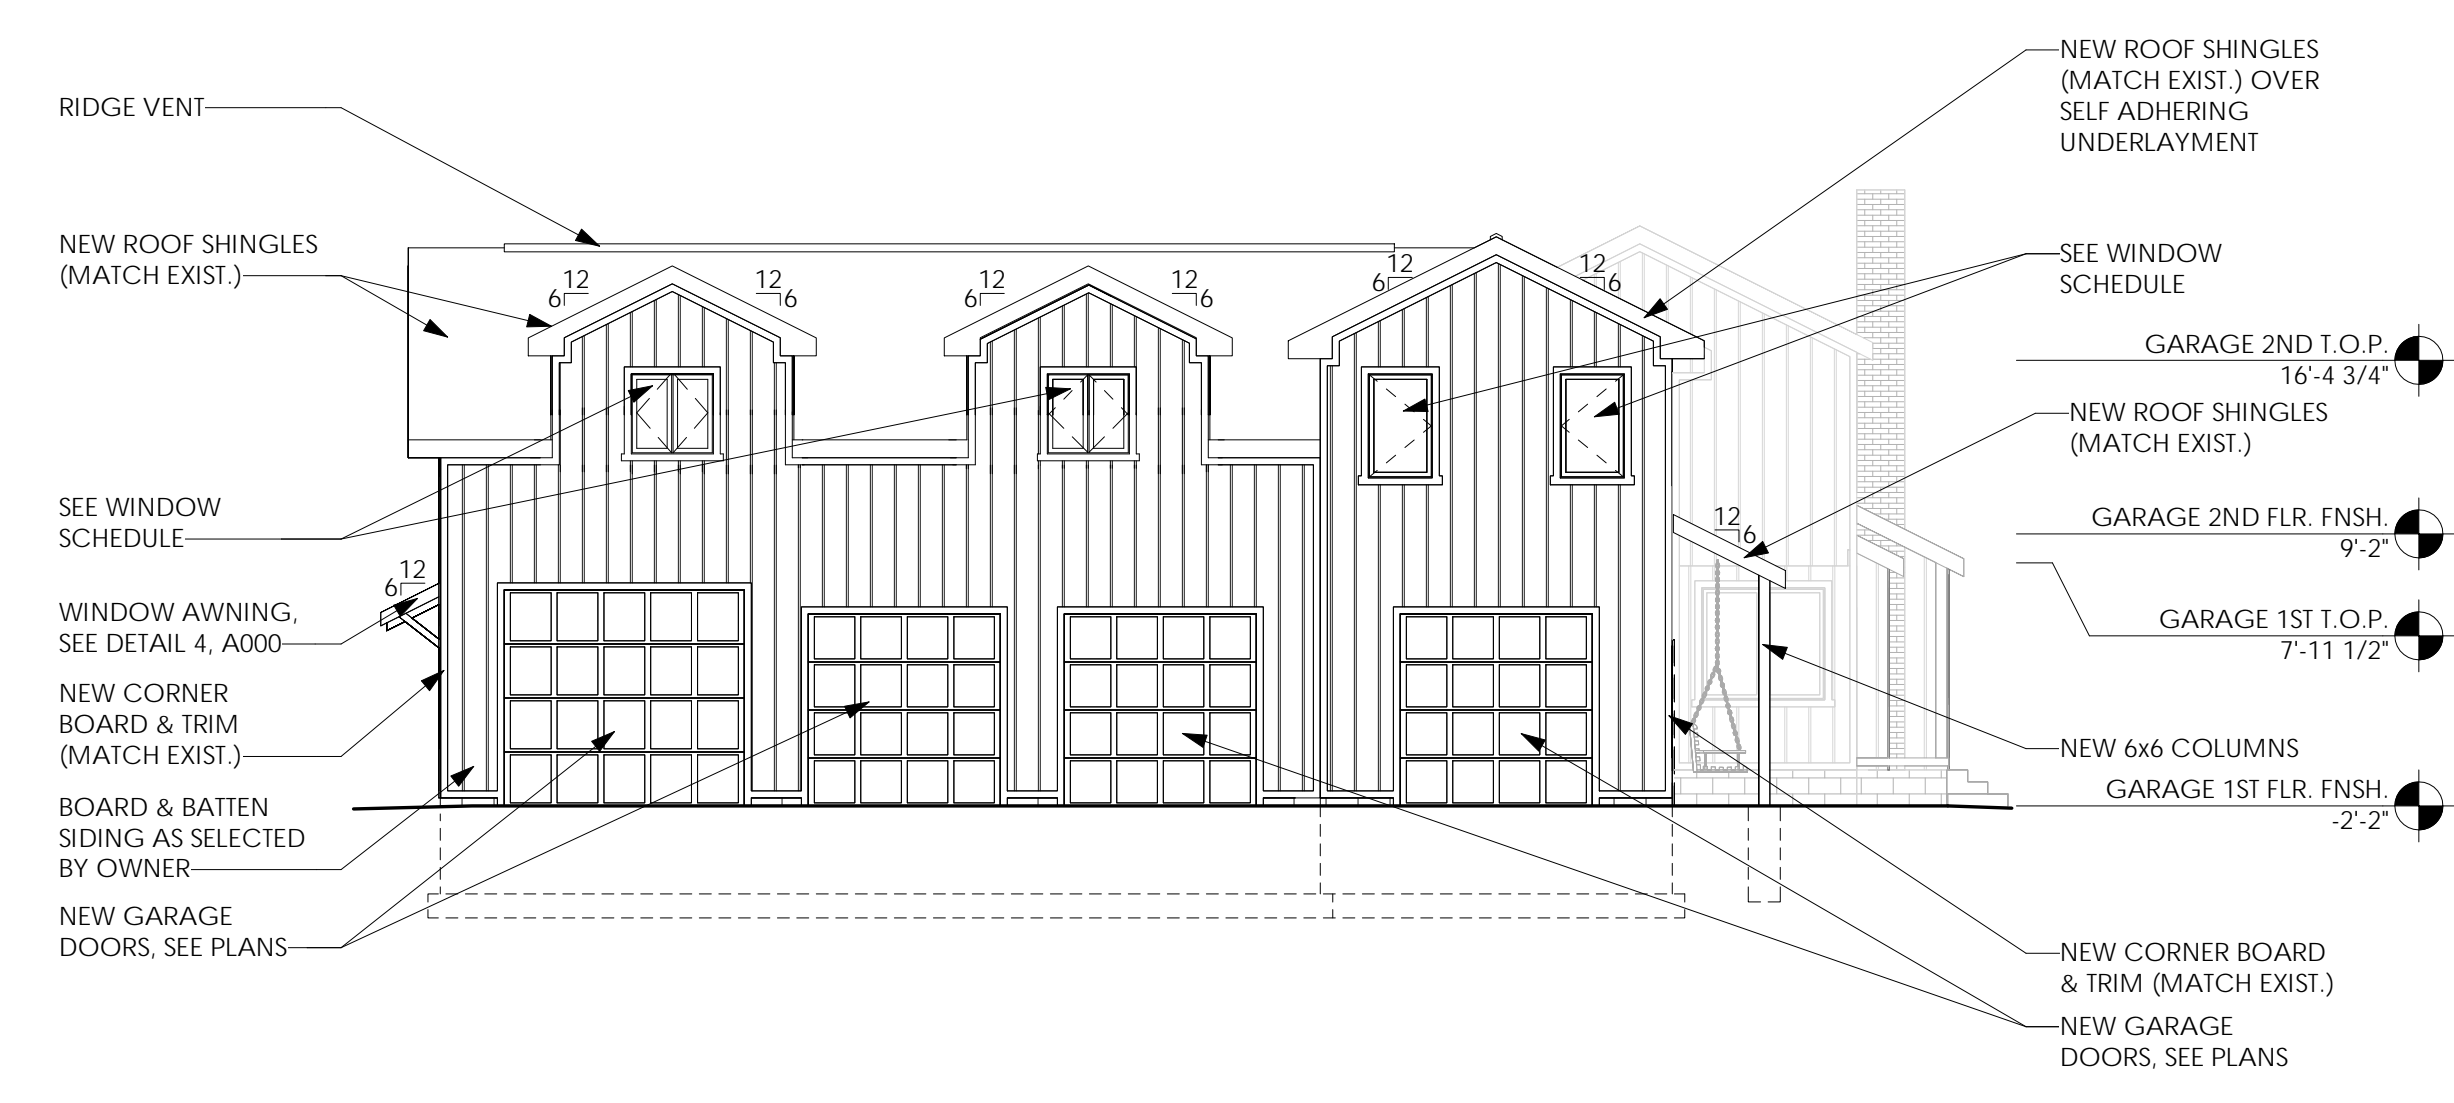 RIDGE VENT
NEW ROOF SHINGLES
(MATCH EXIST.)
SEE WINDOW
SCHEDULE
WINDOW AWNING,
SEE DETAIL 4, A000
NEW CORNER
BOARD & TRIM
(MATCH EXIST.)
BOARD & BATTEN
SIDING AS SELECTED
BY OWNER
NEW GARAGE
DOORS, SEE PLANS
12
6
12
6
12
6
12
6
12
6
12
6
12
6
12
6
NEW ROOF SHINGLES
(MATCH EXIST.) OVER
SELF ADHERING
UNDERLAYMENT
SEE WINDOW
SCHEDULE
GARAGE 2ND T.O.P.
16'-4 3/4"
NEW ROOF SHINGLES
(MATCH EXIST.)
GARAGE 2ND FLR. FNSH.
9'-2"
GARAGE 1ST T.O.P.
7'-11 1/2"
NEW 6x6 COLUMNS
GARAGE 1ST FLR. FNSH.
-2'-2"
NEW CORNER BOARD
& TRIM (MATCH EXIST.)
NEW GARAGE
DOORS, SEE PLANS